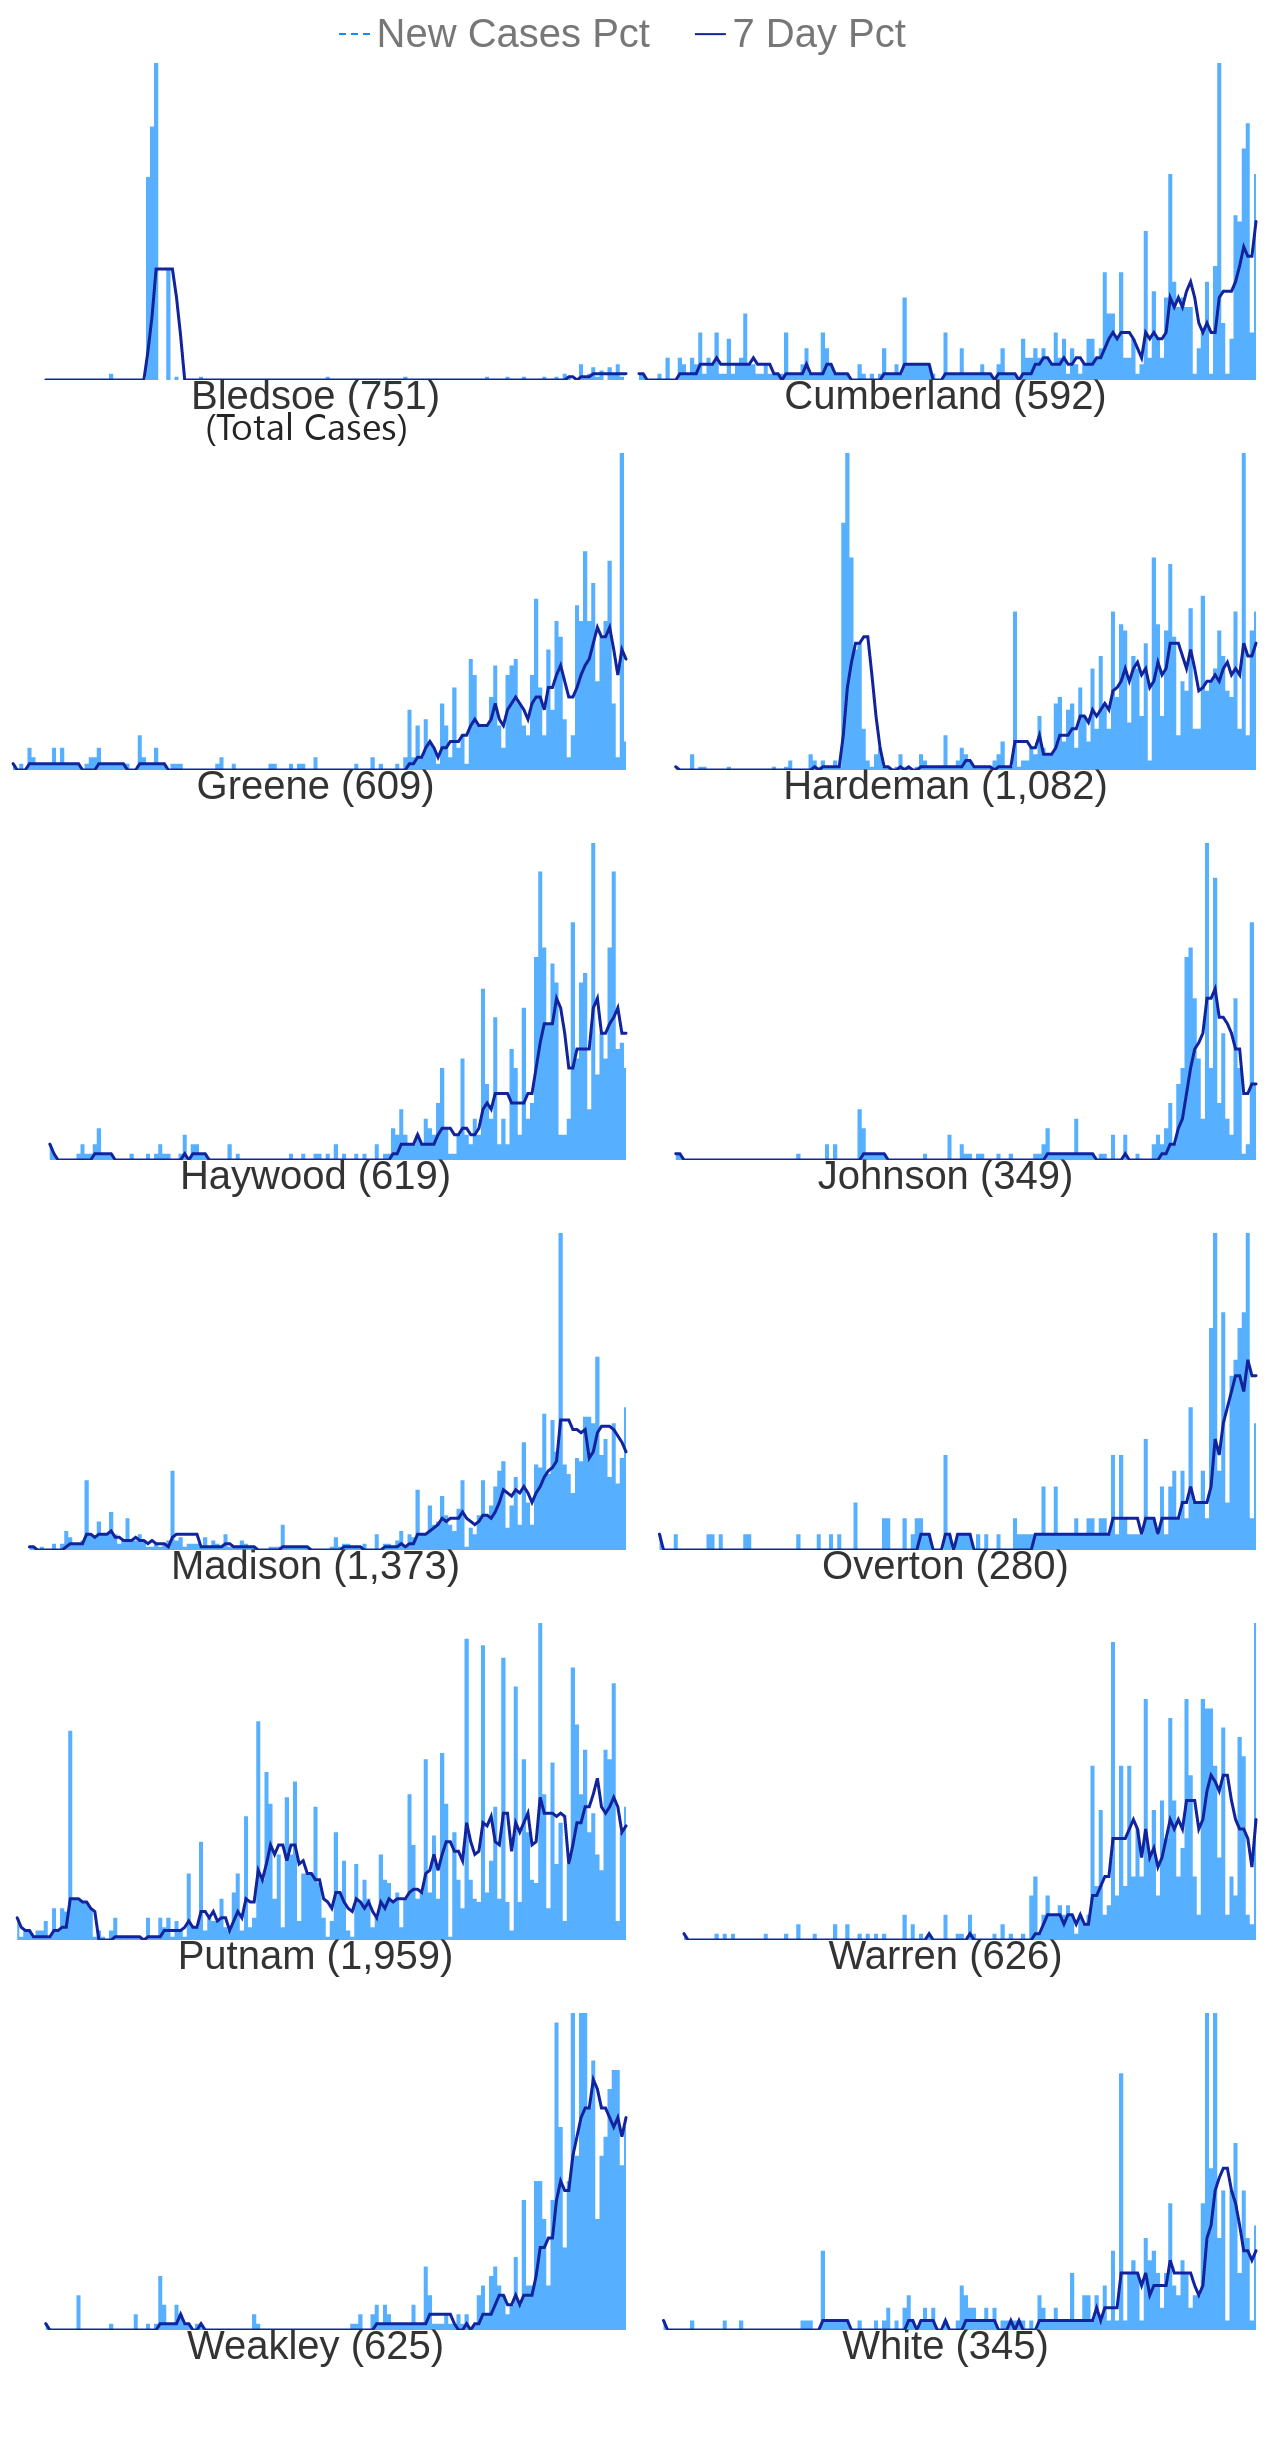 New Cases Pct 7 Day Pct
Bledsoe (751) Cumberland (592)
(Total Cases)
Greene (609) Hardeman (1,082)
Haywood (619) Johnson (349)
Madison (1,373) Overton (280)
Putnam (1,959) Warren (626)
Weakley (625) White (345)